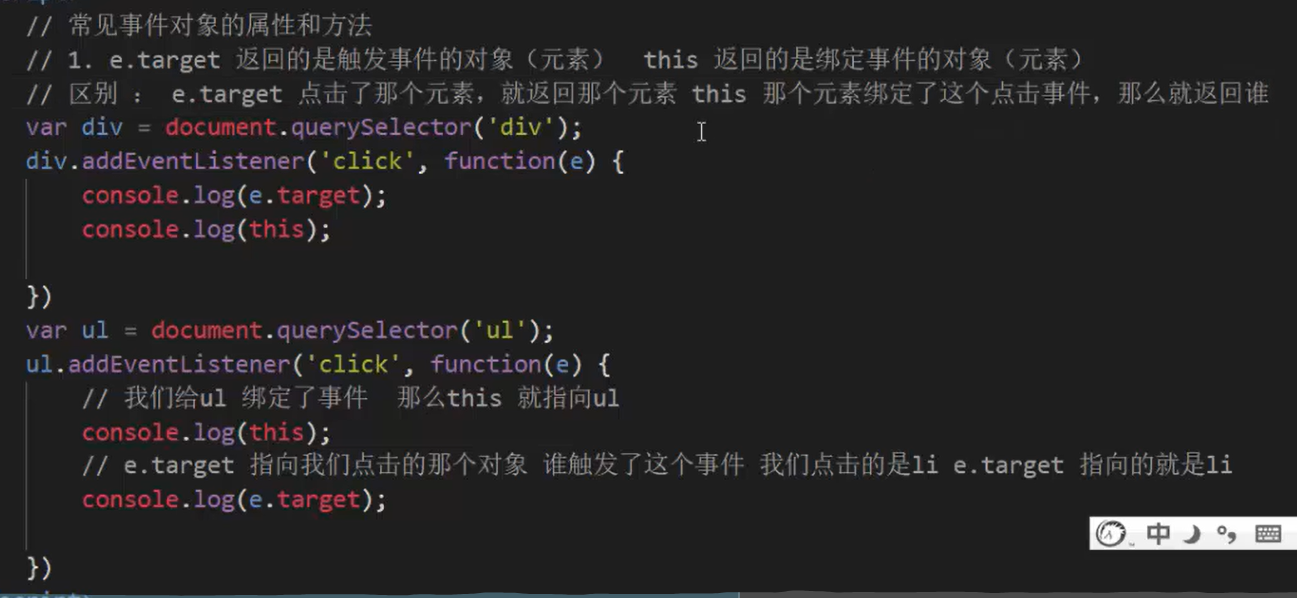 // 常见事件对象的属性和方法
// 1. e.target 返回的是触发事件的对象（元素）  this 返回的是绑定事件的对象（元素）
// 区别 ： e.target 点击了那个元素，就返回那个元素 this 那个元素绑定了这个点击事件，那么就返回谁
var div = document.querySelector('div');
div.addEventListener('click', function(e) {
    console.log(e.target);
    console.log(this);
})
var ul = document.querySelector('ul');
ul.addEventListener('click', function(e) {
    // 我们给ul 绑定了事件  那么this 就指向ul
    console.log(this);
    // e.target 指向我们点击的那个对象 谁触发了这个事件 我们点击的是li e.target 指向的就是li
    console.log(e.target);
中
})